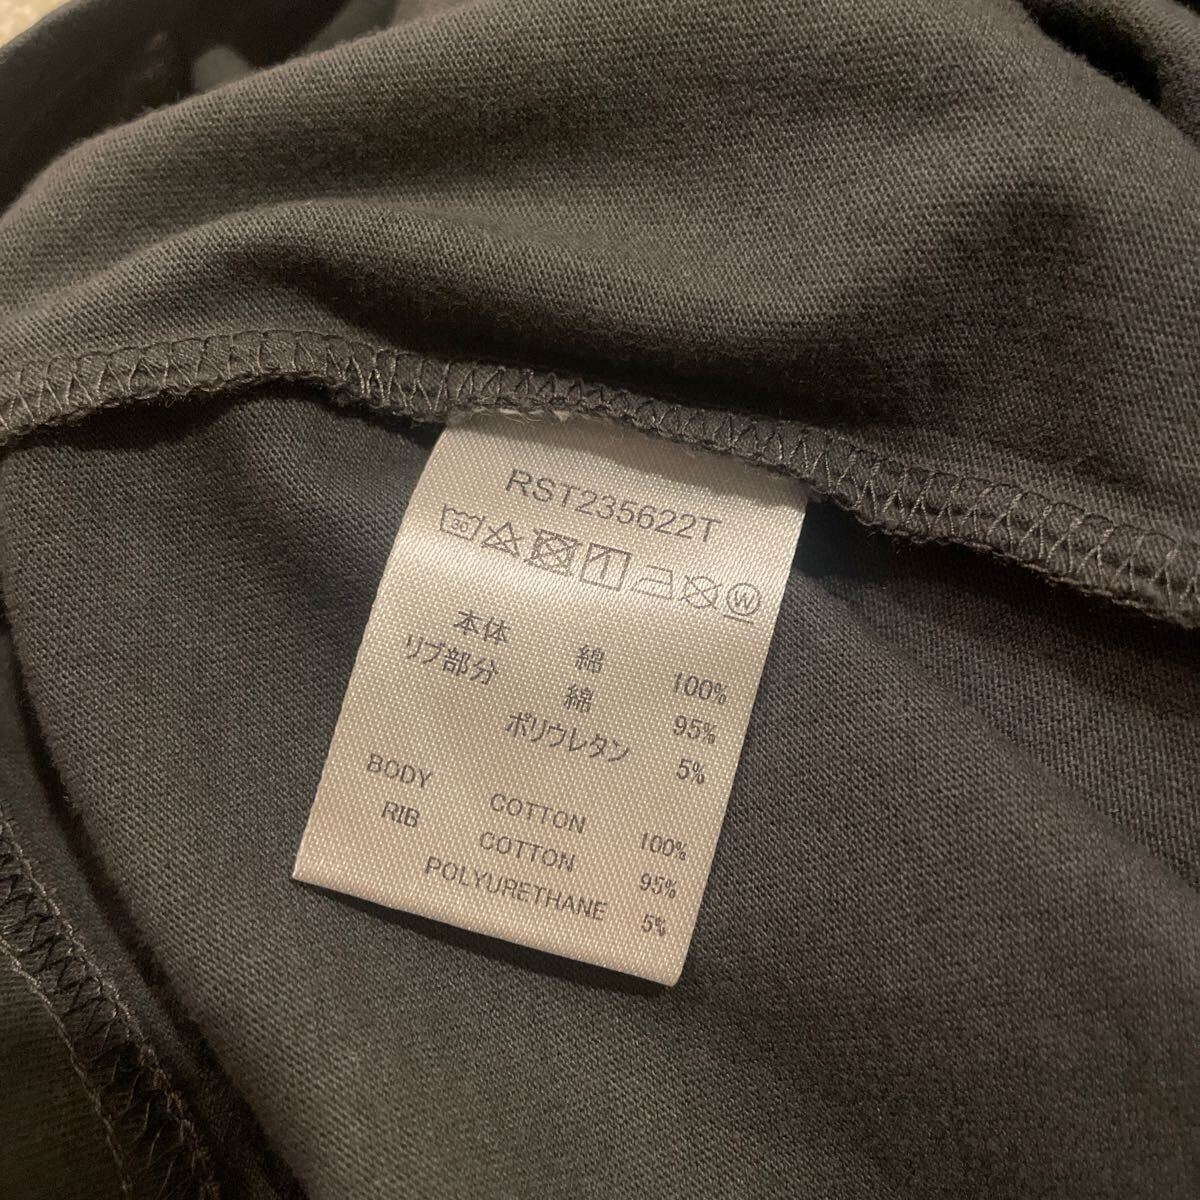 RST235622T
30 W
本体 綿 100%
リブ部分 綿 95%
ポリウレタン 5%
BODY COTTON 100%
RIB COTTON 95%
POLYURETHANE 5%